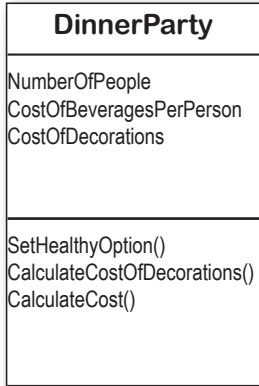 DinnerParty
NumberOfPeople
CostOfBeveragesPerPerson
CostOfDecorations
SetHealthyOption()
CalculateCostOfDecorations()
CalculateCost()